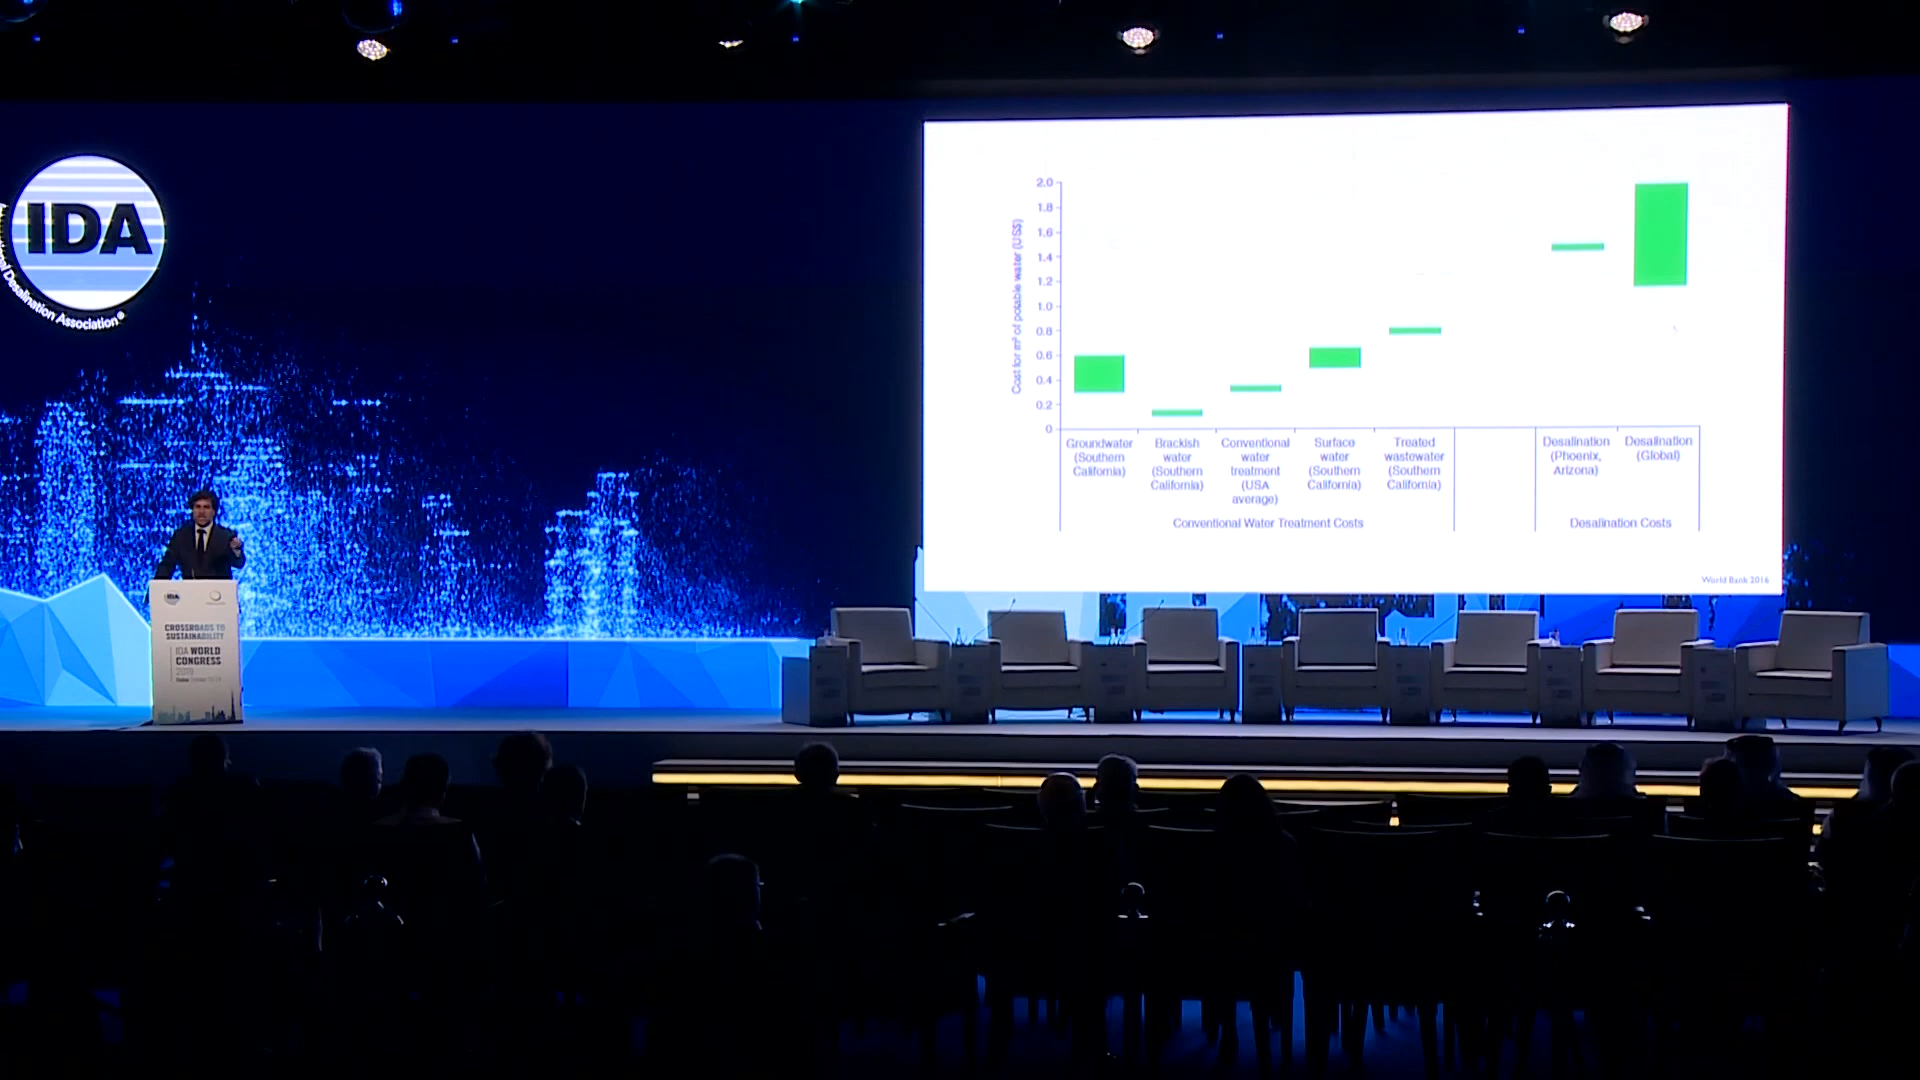 IDA
Desalination Association®
CROSSROADS TO
SUSTAINABILITY
IDA WORLD
CONGRESS
2019
IDA
2.0
1.8
1.6
1.4
1.2
1.0
0.8
0.6
0.4
0.2
0
Cost for m³ of potable water (US$)
Groundwater
(Southern
California)
Brackish
water
(Southern
California)
Conventional
water
treatment
(USA
average)
Surface
water
(Southern
California)
Treated
wastewater
(Southern
California)
Desalination
(Phoenix,
Arizona)
Desalination
(Global)
Conventional Water Treatment Costs
Desalination Costs
World Bank 2016